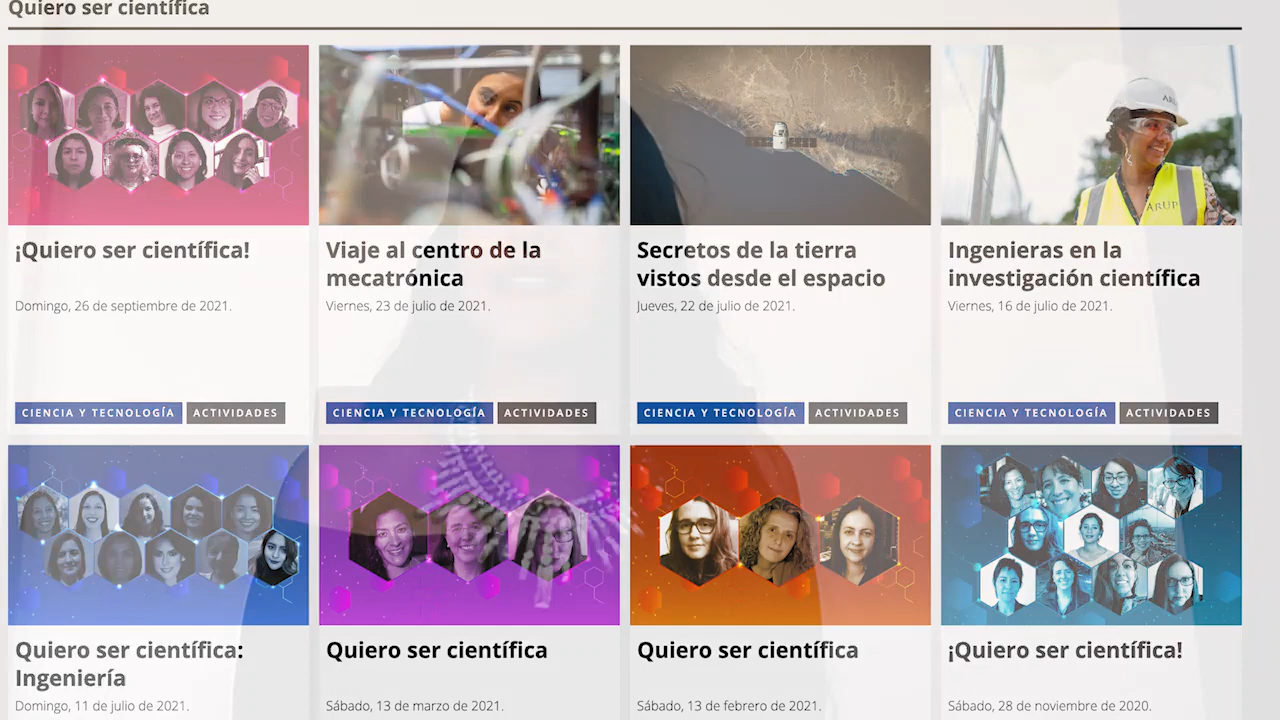 Quiero ser científica
ARUP
ARUP
¡Quiero ser científica!
Domingo, 26 de septiembre de 2021.
CIENCIA Y TECNOLOGÍA ACTIVIDADES
Viaje al centro de la
mecatrónica
Viernes, 23 de julio de 2021.
CIENCIA Y TECNOLOGÍA ACTIVIDADES
Secretos de la tierra
vistos desde el espacio
Jueves, 22 de julio de 2021.
CIENCIA Y TECNOLOGÍA ACTIVIDADES
Ingenieras en la
investigación científica
Viernes, 16 de julio de 2021.
CIENCIA Y TECNOLOGÍA ACTIVIDADES
Quiero ser científica:
Ingeniería
Domingo, 11 de julio de 2021.
Quiero ser científica
Sábado, 13 de marzo de 2021.
Quiero ser científica
Sábado, 13 de febrero de 2021.
¡Quiero ser científica!
Sábado, 28 de noviembre de 2020.